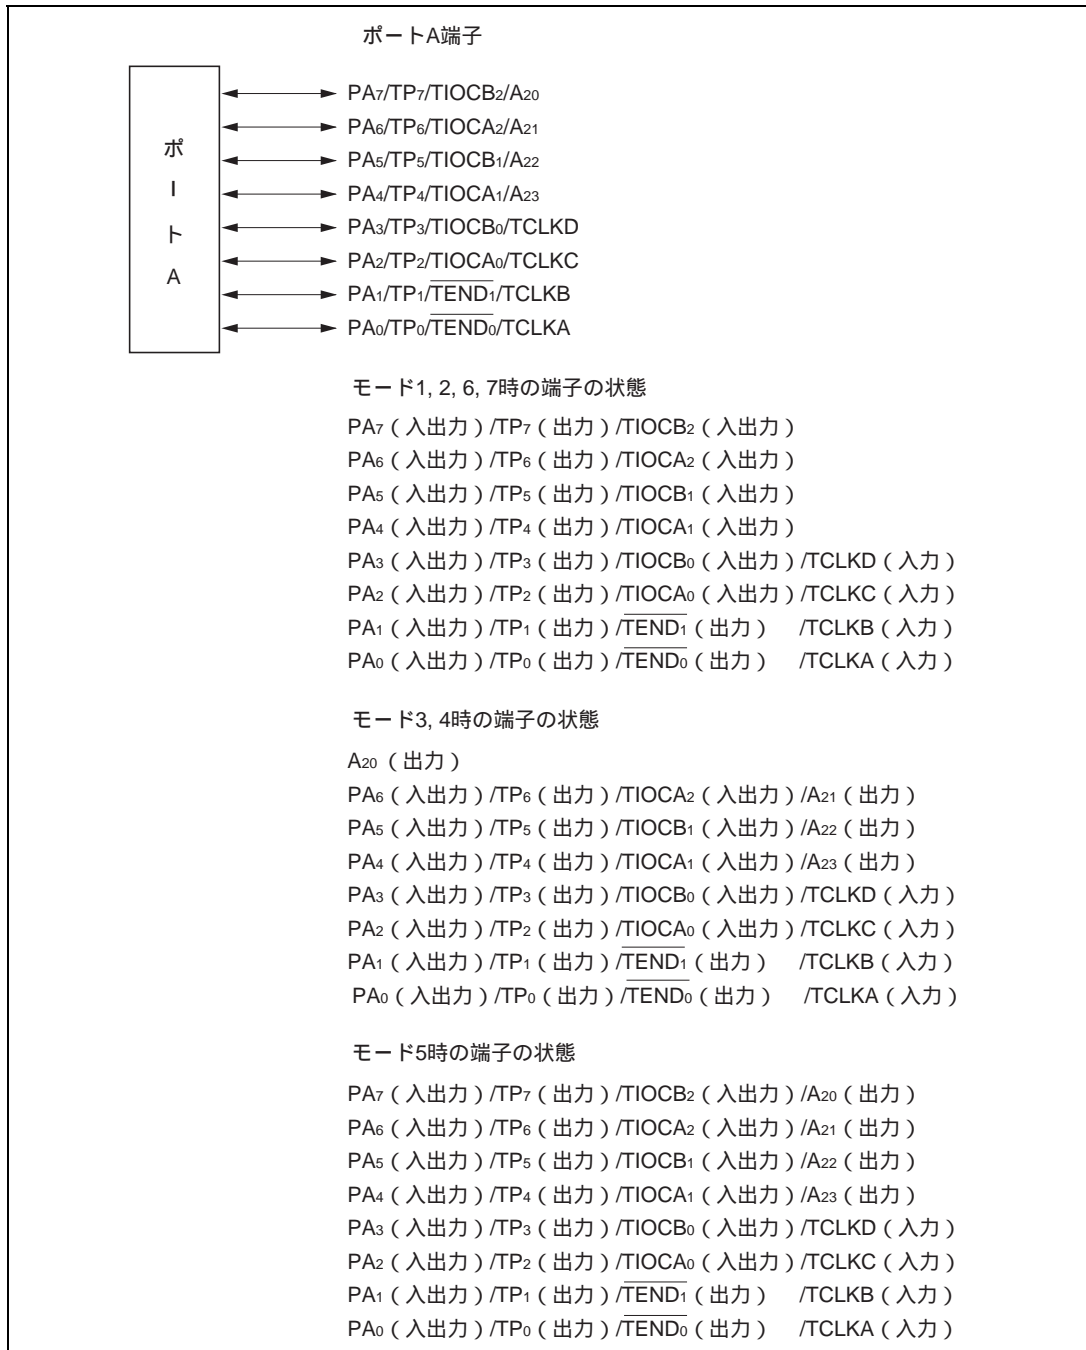 ポートA端子
ポートA
PA7/TP7/TIOCB2/A20
PA6/TP6/TIOCA2/A21
PA5/TP5/TIOCB1/A22
PA4/TP4/TIOCA1/A23
PA3/TP3/TIOCB0/TCLKD
PA2/TP2/TIOCA0/TCLKC
PA1/TP1/T̅E̅N̅D̅1/TCLKB
PA0/TP0/T̅E̅N̅D̅0/TCLKA
モード1, 2, 6, 7時の端子の状態
PA7（入出力）/TP7（出力）/TIOCB2（入出力）
PA6（入出力）/TP6（出力）/TIOCA2（入出力）
PA5（入出力）/TP5（出力）/TIOCB1（入出力）
PA4（入出力）/TP4（出力）/TIOCA1（入出力）
PA3（入出力）/TP3（出力）/TIOCB0（入出力）/TCLKD（入力）
PA2（入出力）/TP2（出力）/TIOCA0（入出力）/TCLKC（入力）
PA1（入出力）/TP1（出力）/T̅E̅N̅D̅1（出力） /TCLKB（入力）
PA0（入出力）/TP0（出力）/T̅E̅N̅D̅0（出力） /TCLKA（入力）
モード3, 4時の端子の状態
A20（出力）
PA6（入出力）/TP6（出力）/TIOCA2（入出力）/A21（出力）
PA5（入出力）/TP5（出力）/TIOCB1（入出力）/A22（出力）
PA4（入出力）/TP4（出力）/TIOCA1（入出力）/A23（出力）
PA3（入出力）/TP3（出力）/TIOCB0（入出力）/TCLKD（入力）
PA2（入出力）/TP2（出力）/TIOCA0（入出力）/TCLKC（入力）
PA1（入出力）/TP1（出力）/T̅E̅N̅D̅1（出力） /TCLKB（入力）
PA0（入出力）/TP0（出力）/T̅E̅N̅D̅0（出力） /TCLKA（入力）
モード5時の端子の状態
PA7（入出力）/TP7（出力）/TIOCB2（入出力）/A20（出力）
PA6（入出力）/TP6（出力）/TIOCA2（入出力）/A21（出力）
PA5（入出力）/TP5（出力）/TIOCB1（入出力）/A22（出力）
PA4（入出力）/TP4（出力）/TIOCA1（入出力）/A23（出力）
PA3（入出力）/TP3（出力）/TIOCB0（入出力）/TCLKD（入力）
PA2（入出力）/TP2（出力）/TIOCA0（入出力）/TCLKC（入力）
PA1（入出力）/TP1（出力）/T̅E̅N̅D̅1（出力） /TCLKB（入力）
PA0（入出力）/TP0（出力）/T̅E̅N̅D̅0（出力） /TCLKA（入力）